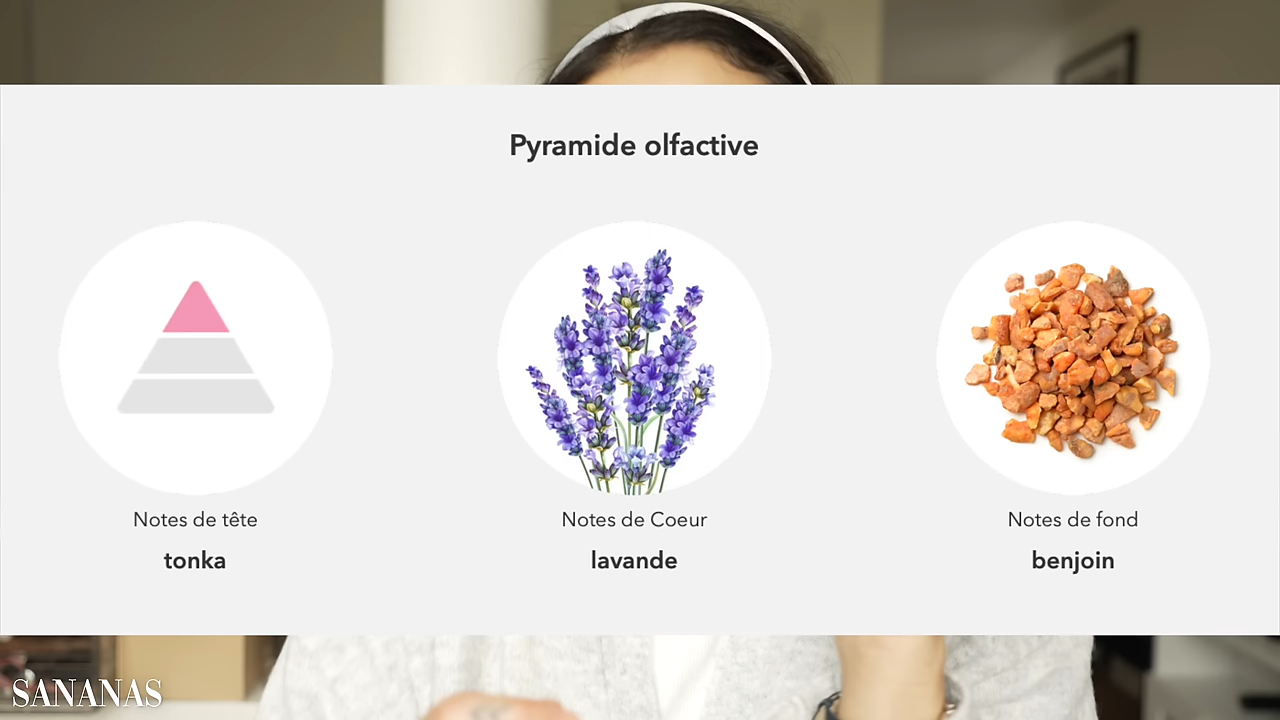 Pyramide olfactive
Notes de tête
tonka
Notes de Coeur
lavande
Notes de fond
benjoin
SANANAS